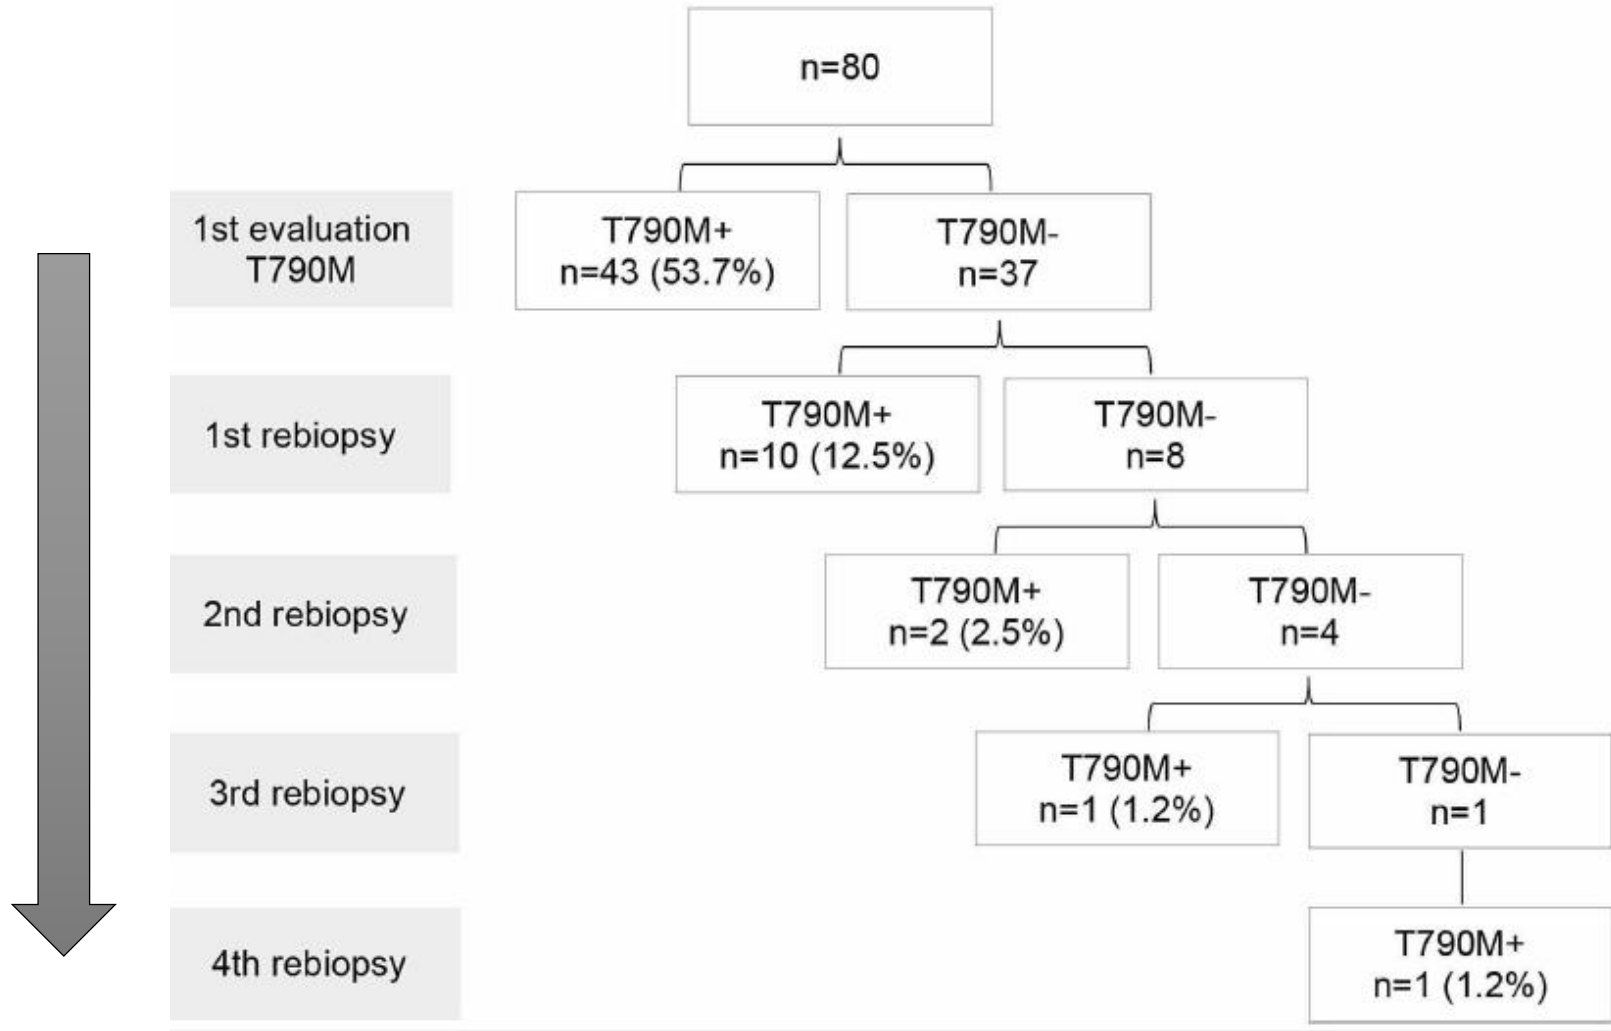 n=80
1st evaluation
T790M
T790M+
n=43 (53.7%)
T790M-
n=37
1st rebiopsy
T790M+
n=10 (12.5%)
T790M-
n=8
2nd rebiopsy
T790M+
n=2 (2.5%)
T790M-
n=4
3rd rebiopsy
T790M+
n=1 (1.2%)
T790M-
n=1
4th rebiopsy
T790M+
n=1 (1.2%)